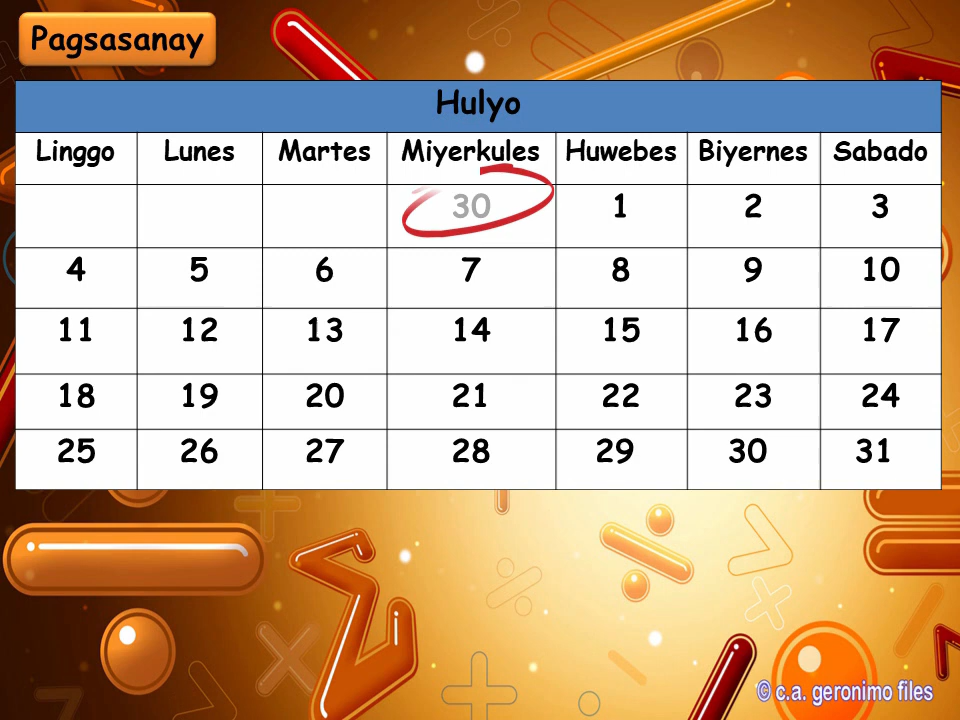 Pagsasanay
Hulyo
Linggo Lunes Martes Miyerkules Huwebes Biyernes Sabado
30 1 2 3
4 5 6 7 8 9 10
11 12 13 14 15 16 17
18 19 20 21 22 23 24
25 26 27 28 29 30 31
© c.a. geronimo files